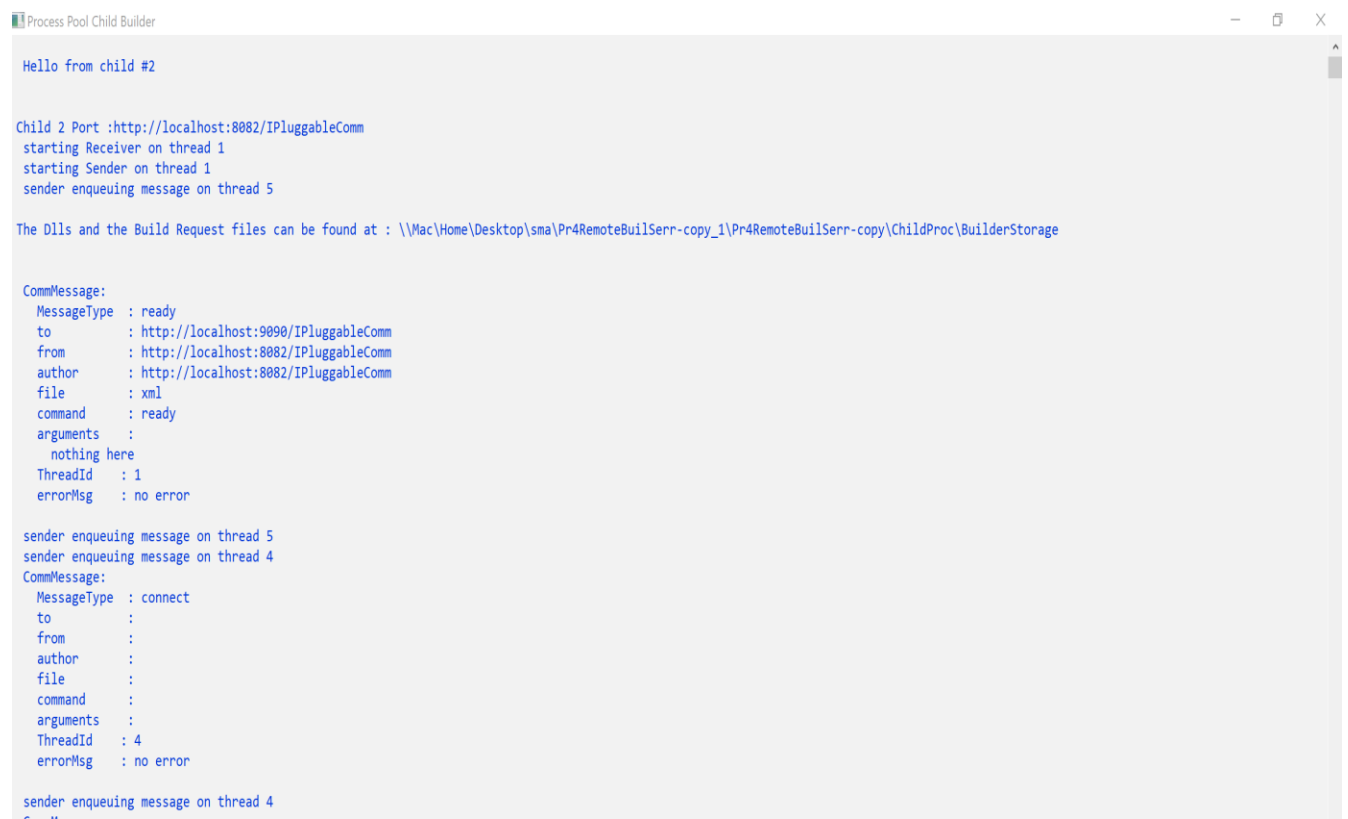 Process Pool Child Builder
Hello from child #2
Child 2 Port :http://localhost:8082/IPluggableComm
starting Receiver on thread 1
starting Sender on thread 1
sender enqueuing message on thread 5
The Dlls and the Build Request files can be found at : \\Mac\Home\Desktop\sma\Pr4RemoteBuilSerr-copy_1\Pr4RemoteBuilSerr-copy\ChildProc\BuilderStorage
CommMessage:
MessageType : ready
to : http://localhost:9090/IPluggableComm
from : http://localhost:8082/IPluggableComm
author : http://localhost:8082/IPluggableComm
file : xml
command : ready
arguments :
nothing here
ThreadId : 1
errorMsg : no error
sender enqueuing message on thread 5
sender enqueuing message on thread 4
CommMessage:
MessageType : connect
to :
from :
author :
file :
command :
arguments :
ThreadId : 4
errorMsg : no error
sender enqueuing message on thread 4